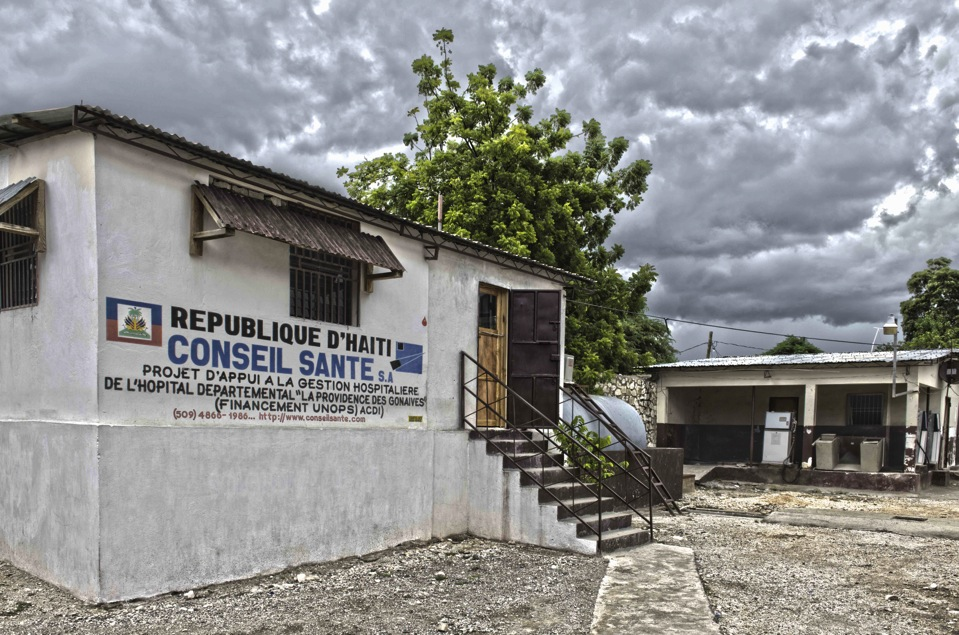 REPUBLIQUE D'HAITI
CONSEIL SANTE S.A
PROJET D'APPUI A LA GESTION HOSPITALIERE
DE L'HOPITAL DEPARTEMENTAL "LA PROVIDENCE DES GONAIVES"
(FINANCEMENT UNOPS/ACDI)
(509) 4866-1986... http://www.conseilsante.com